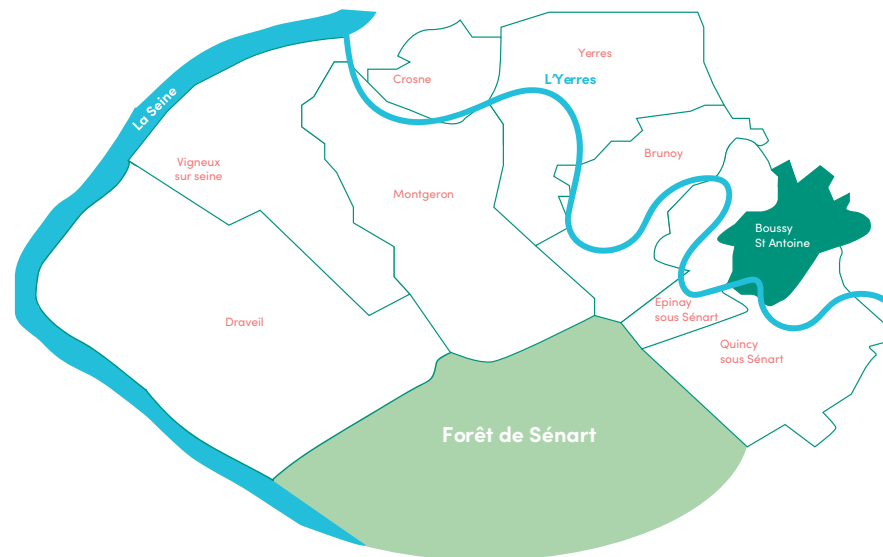 Yerres
Crosne
L'Yerres
La Seine
Brunoy
Vigneux
sur seine
Montgeron
Boussy
St Antoine
Epinay
sous Sénart
Draveil
Quincy
sous Sénart
Forêt de Sénart